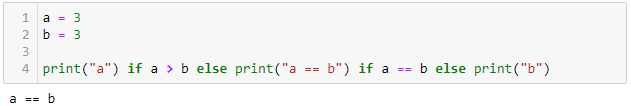 1 a = 3
2 b = 3
3
4 print("a") if a > b else print("a == b") if a == b else print("b")
a == b